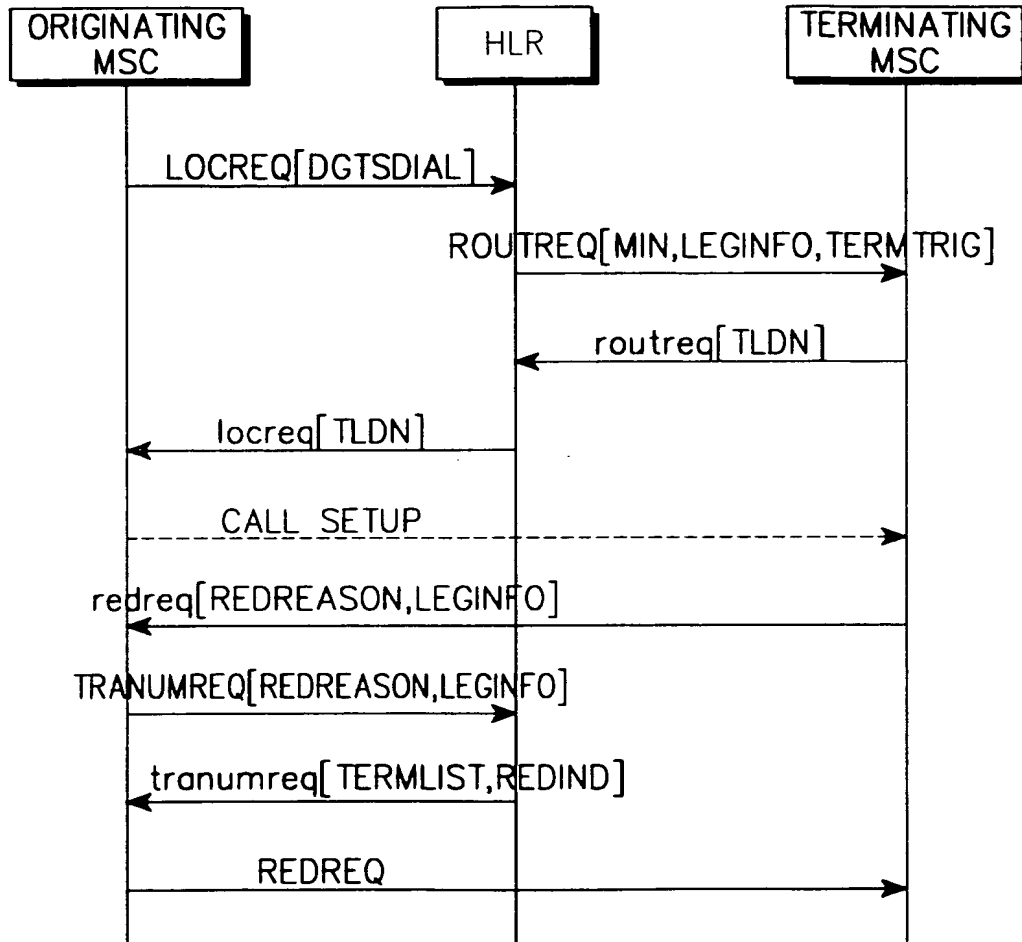 ORIGINATING
MSC
HLR
TERMINATING
MSC
LOCREQ[DGTSDIAL]
ROUTREQ[MIN,LEGINFO,TERMTRIG]
routreq[TLDN]
locreq[TLDN]
CALL SETUP
redreq[REDREASON,LEGINFO]
TRANUMREQ[REDREASON,LEGINFO]
tranumreq[TERMLIST,REDIND]
REDREQ